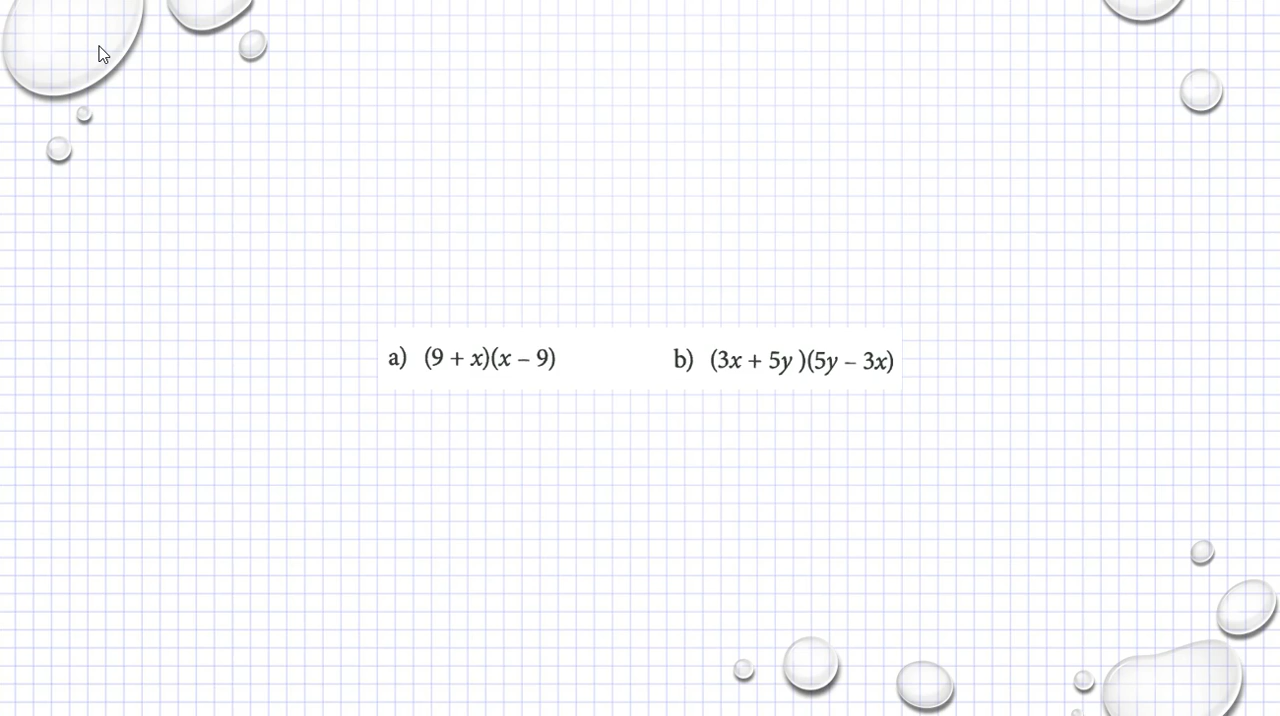 a) (9 + x)(x – 9) b) (3x + 5y )(5y – 3x)